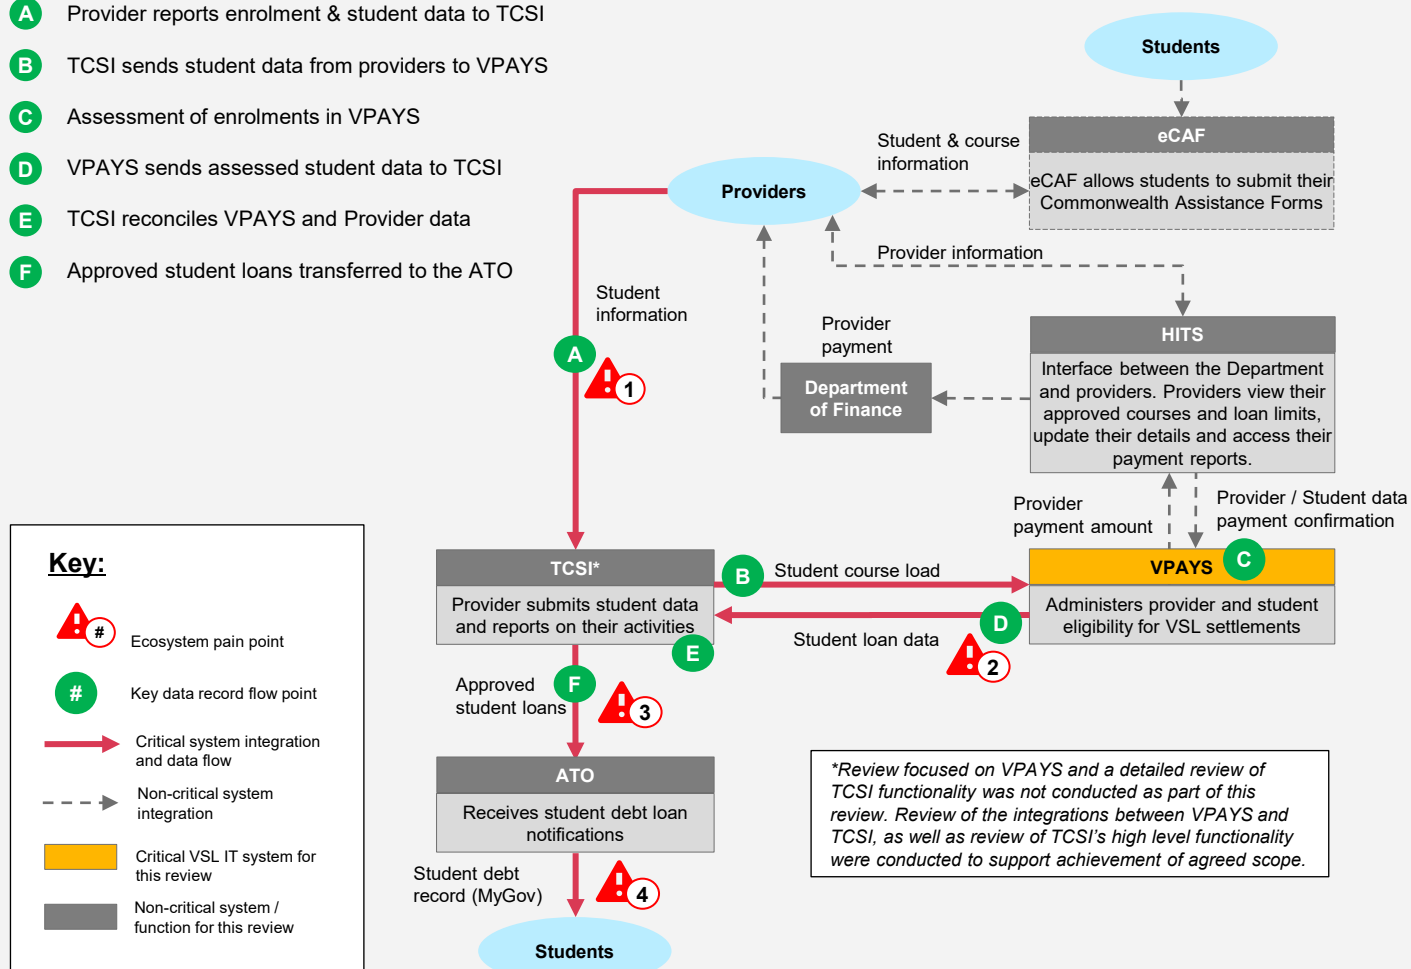 A Provider reports enrolment & student data to TCSI
B TCSI sends student data from providers to VPAYS
C Assessment of enrolments in VPAYS
D VPAYS sends assessed student data to TCSI
E TCSI reconciles VPAYS and Provider data
F Approved student loans transferred to the ATO
Students
eCAF
eCAF allows students to submit their
Commonwealth Assistance Forms
Student & course
information
Providers
Provider information
Student
information
A
1
Provider
payment
Department
of Finance
HITS
Interface between the Department
and providers. Providers view their
approved courses and loan limits,
update their details and access their
payment reports.
Provider
payment amount
Provider / Student data
payment confirmation
TCSI*
Provider submits student data
and reports on their activities
E
B
Student course load
D
Student loan data
2
VPAYS
C
Administers provider and student
eligibility for VSL settlements
Approved
student loans
F
3
ATO
Receives student debt loan
notifications
Student debt
record (MyGov)
4
Students
*Review focused on VPAYS and a detailed review of
TCSI functionality was not conducted as part of this
review. Review of the integrations between VPAYS and
TCSI, as well as review of TCSI's high level functionality
were conducted to support achievement of agreed scope.
Key:
# Ecosystem pain point
# Key data record flow point
Critical system integration
and data flow
Non-critical system
integration
Critical VSL IT system for
this review
Non-critical system /
function for this review